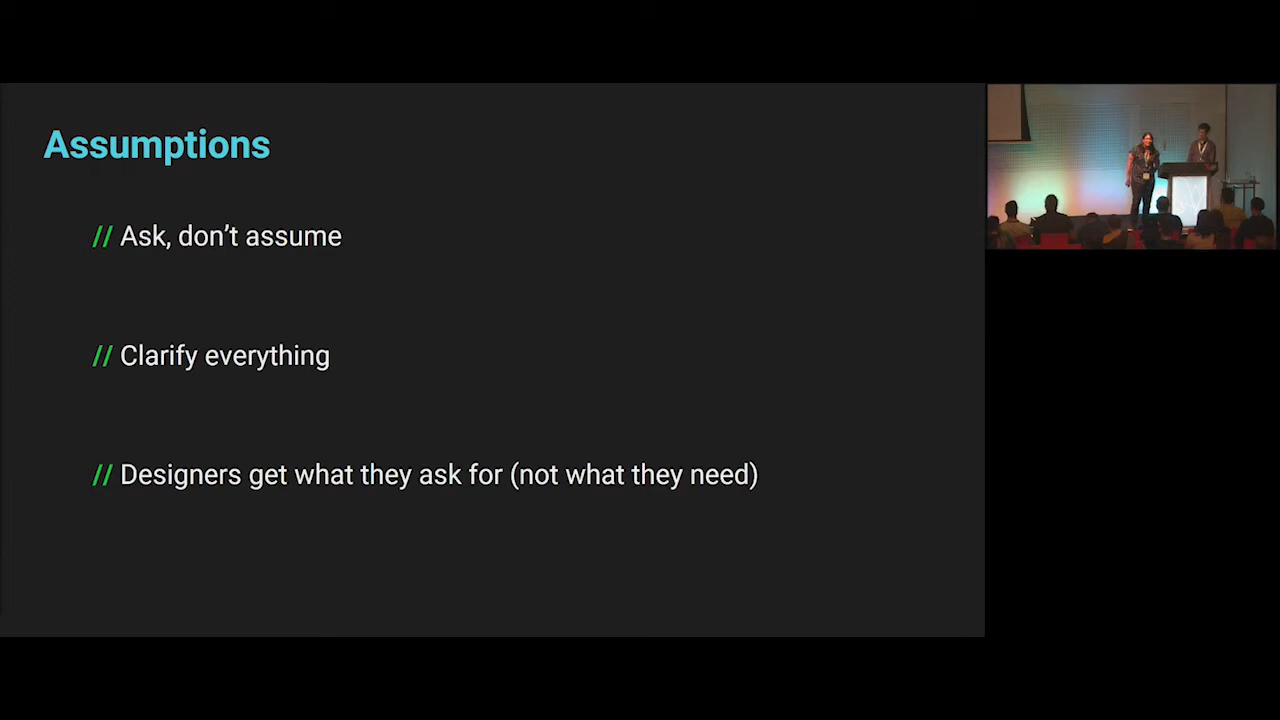 Assumptions
// Ask, don’t assume
// Clarify everything
// Designers get what they ask for (not what they need)